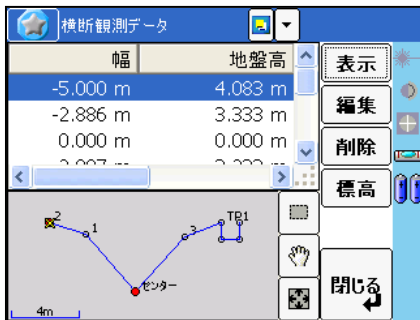 横断観測データ
幅 地盤高
-5.000 m 4.083 m
-2.886 m 3.333 m
0.000 m 0.000 m
表示
編集
削除
標高
閉じる
2
1
3
TP1
センター
4m